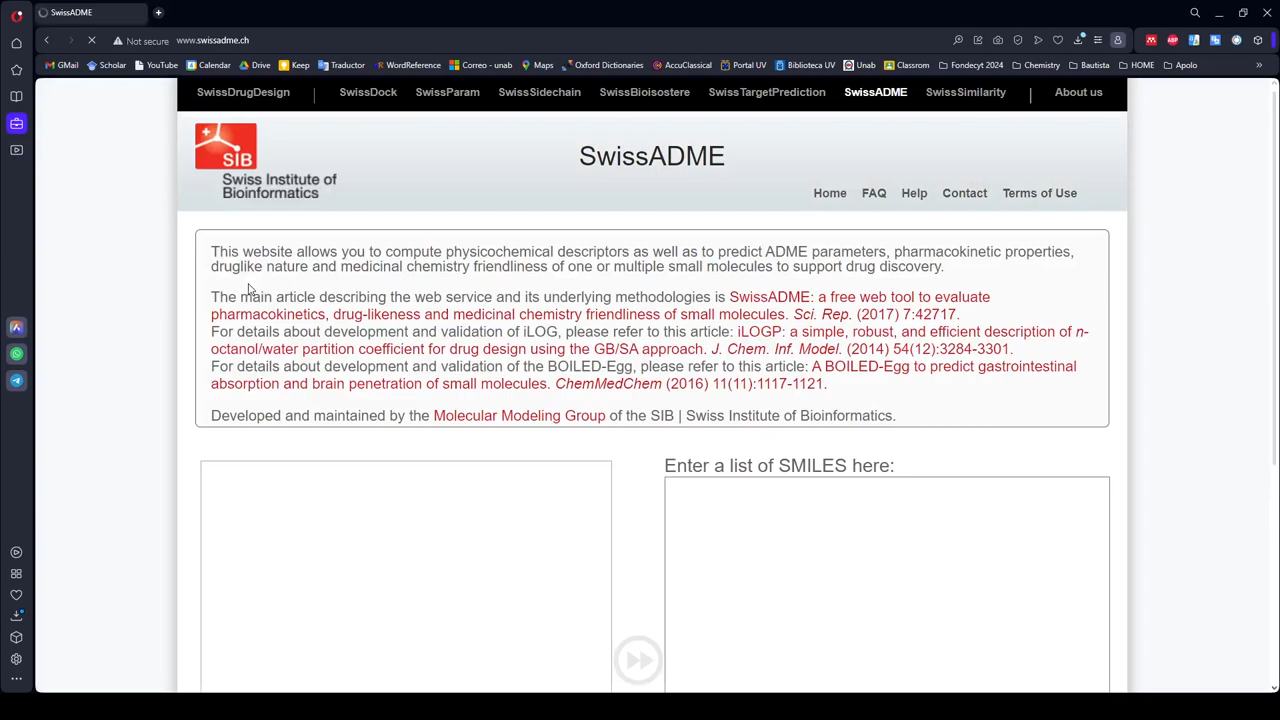 SwissADME
Not secure www.swissadme.ch
GMail Scholar YouTube Calendar Drive Keep Traductor WordReference Correo - unab Maps Oxford Dictionaries AccuClassical Portal UV Biblioteca UV Unab Classrom Fondecyt 2024 Chemistry Bautista HOME Apolo
SwissDrugDesign | SwissDock SwissParam SwissSidechain SwissBioisostere SwissTargetPrediction SwissADME SwissSimilarity | About us
SIB
Swiss Institute of
Bioinformatics
SwissADME
Home FAQ Help Contact Terms of Use
This website allows you to compute physicochemical descriptors as well as to predict ADME parameters, pharmacokinetic properties,
druglike nature and medicinal chemistry friendliness of one or multiple small molecules to support drug discovery.
The main article describing the web service and its underlying methodologies is SwissADME: a free web tool to evaluate
pharmacokinetics, drug-likeness and medicinal chemistry friendliness of small molecules. Sci. Rep. (2017) 7:42717.
For details about development and validation of iLOG, please refer to this article: iLOGP: a simple, robust, and efficient description of n-
octanol/water partition coefficient for drug design using the GB/SA approach. J. Chem. Inf. Model. (2014) 54(12):3284-3301.
For details about development and validation of the BOILED-Egg, please refer to this article: A BOILED-Egg to predict gastrointestinal
absorption and brain penetration of small molecules. ChemMedChem (2016) 11(11):1117-1121.
Developed and maintained by the Molecular Modeling Group of the SIB | Swiss Institute of Bioinformatics.
Enter a list of SMILES here: